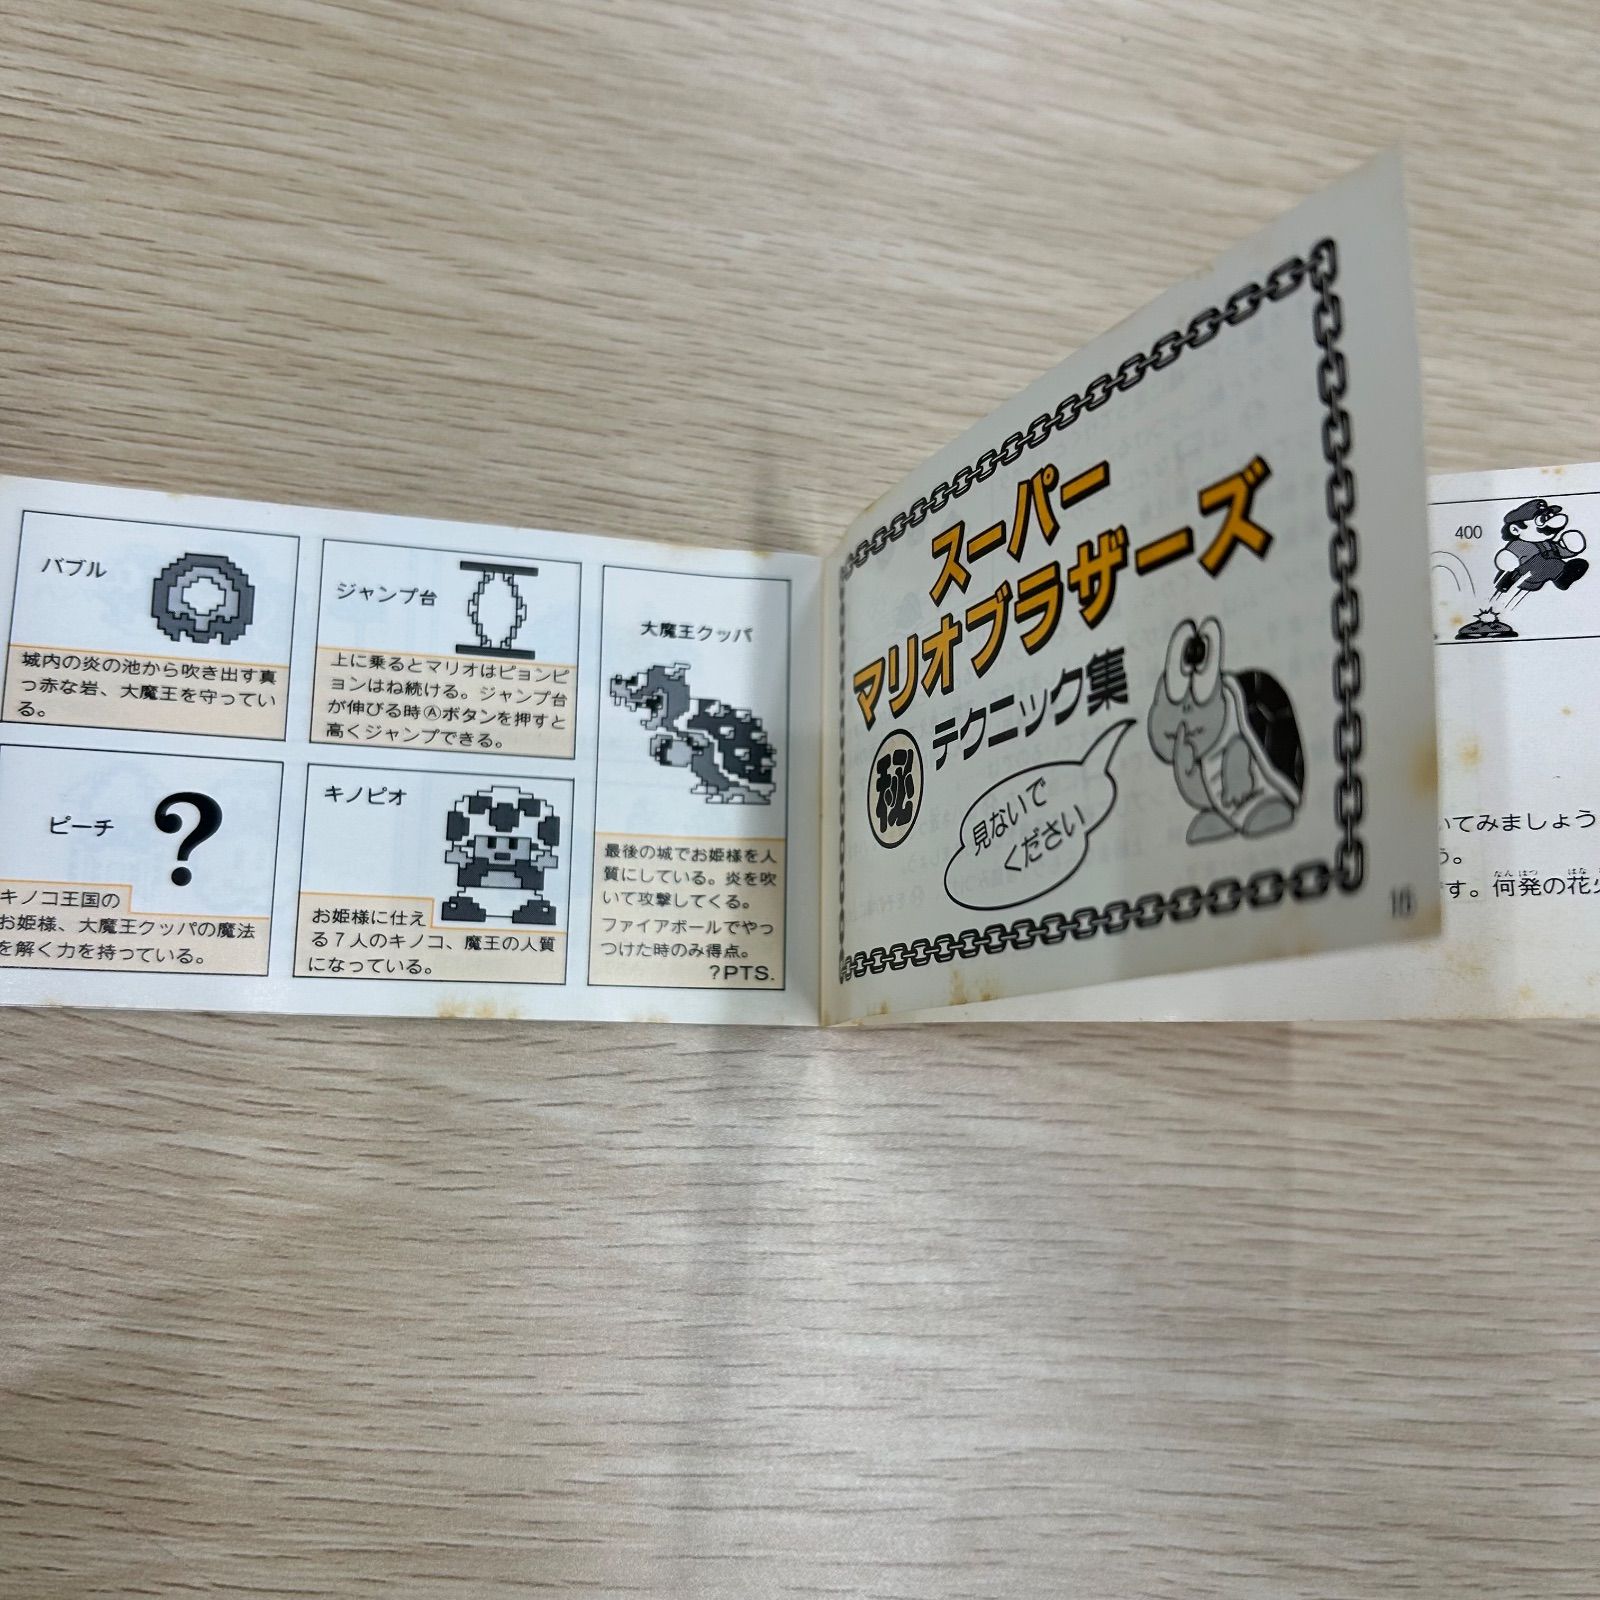 バブル
城内の炎の池から吹き出す真
っ赤な岩、大魔王を守ってい
る。
ジャンプ台
上に乗るとマリオはピョンピ
ョンはね続ける。ジャンプ台
が伸びる時Ⓐボタンを押すと
高くジャンプできる。
ピーチ
?
キノコ王国の
お姫様、大魔王クッパの魔法
を解く力を持っている。
キノピオ
お姫様に仕え
る7人のキノコ、魔王の人質
になっている。
大魔王クッパ
最後の城でお姫様を人
質にしている。炎を吹
いて攻撃してくる。
ファイアボールでやっ
つけた時のみ得点。
?PTS.
スーパー
マリオブラザーズ
㊙テクニック集
見ないで
ください
16
400
いてみましょう
う。
す。何発の花火